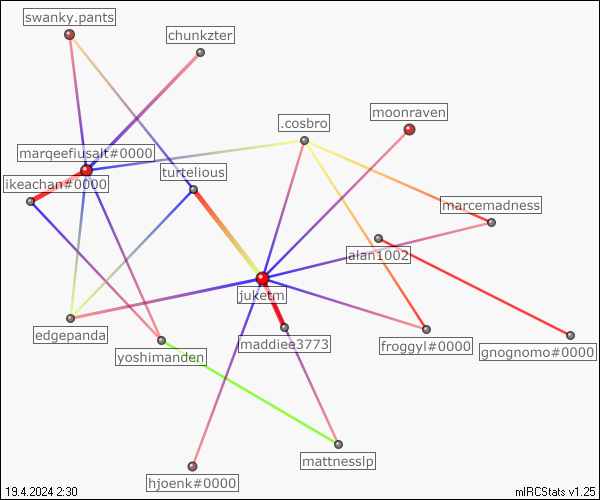 swanky.pants
chunkzter
moonraven
.cosbro
marqeefiusalt#0000
turtelious
ikeachan#0000
marcemadness
alan1002
juketm
edgepanda
maddiee3773
froggyl#0000
gnognomo#0000
yoshimanden
mattnesslp
hjoenk#0000
19.4.2024 2:30
mIRCStats v1.25